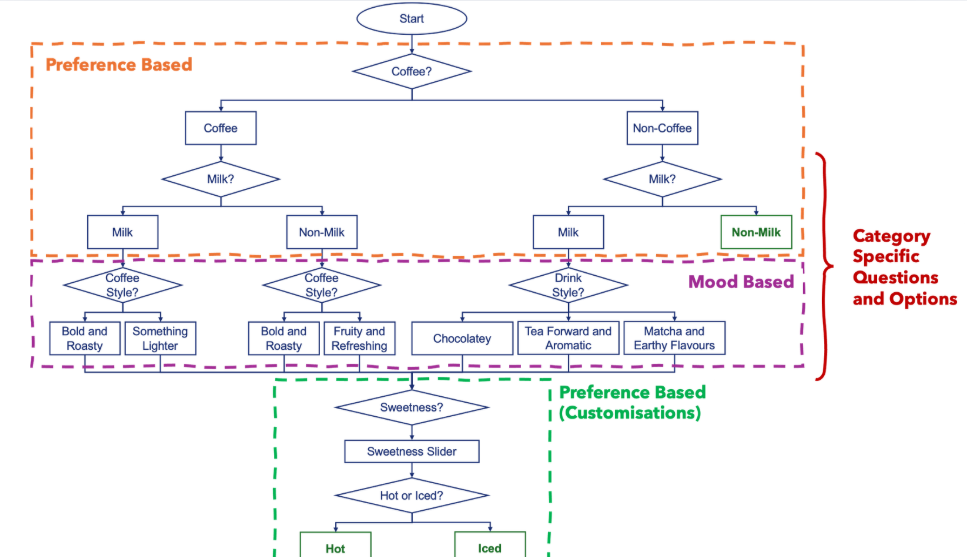 Start
Preference Based
Coffee?
Coffee
Non-Coffee
Milk?
Milk?
Milk
Non-Milk
Milk
Non-Milk
Category
Specific
Questions
and Options
Mood Based
Coffee
Style?
Coffee
Style?
Drink
Style?
Bold and
Roasty
Something
Lighter
Bold and
Roasty
Fruity and
Refreshing
Chocolatey
Tea Forward and
Aromatic
Matcha and
Earthy Flavours
Preference Based
(Customisations)
Sweetness?
Sweetness Slider
Hot or Iced?
Hot
Iced